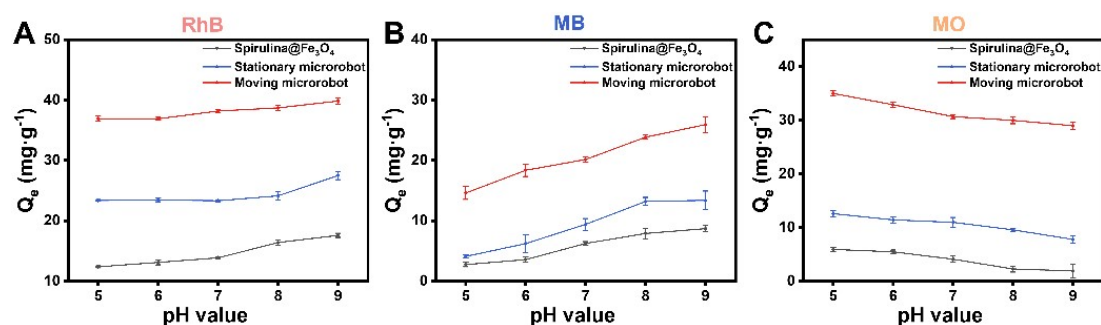 A RhB
Qe (mg·g-1)
50
40
30
20
10
Spirulina@Fe3O4
Stationary microrobot
Moving microrobot
5 6 7 8 9
pH value
B MB
Qe (mg·g-1)
40
30
20
10
0
Spirulina@Fe3O4
Stationary microrobot
Moving microrobot
5 6 7 8 9
pH value
C MO
Qe (mg·g-1)
40
30
20
10
0
Spirulina@Fe3O4
Stationary microrobot
Moving microrobot
5 6 7 8 9
pH value